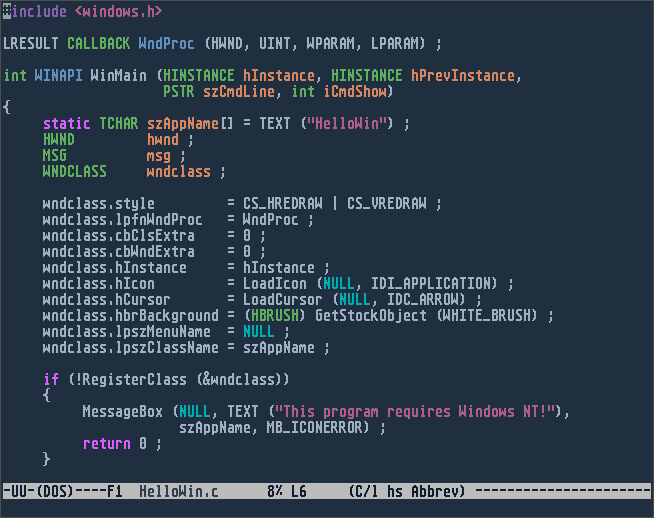 #include <windows.h>

LRESULT CALLBACK WndProc (HWND, UINT, WPARAM, LPARAM) ;

int WINAPI WinMain (HINSTANCE hInstance, HINSTANCE hPrevInstance,
                    PSTR szCmdLine, int iCmdShow)
{
     static TCHAR szAppName[] = TEXT ("HelloWin") ;
     HWND         hwnd ;
     MSG          msg ;
     WNDCLASS     wndclass ;

     wndclass.style         = CS_HREDRAW | CS_VREDRAW ;
     wndclass.lpfnWndProc   = WndProc ;
     wndclass.cbClsExtra    = 0 ;
     wndclass.cbWndExtra    = 0 ;
     wndclass.hInstance     = hInstance ;
     wndclass.hIcon         = LoadIcon (NULL, IDI_APPLICATION) ;
     wndclass.hCursor       = LoadCursor (NULL, IDC_ARROW) ;
     wndclass.hbrBackground = (HBRUSH) GetStockObject (WHITE_BRUSH) ;
     wndclass.lpszMenuName  = NULL ;
     wndclass.lpszClassName = szAppName ;

     if (!RegisterClass (&wndclass))
     {
          MessageBox (NULL, TEXT ("This program requires Windows NT!"),
                      szAppName, MB_ICONERROR) ;
          return 0 ;
     }
-UU-(DOS)----F1  HelloWin.c      8% L6     (C/l hs Abbrev) ----------------------